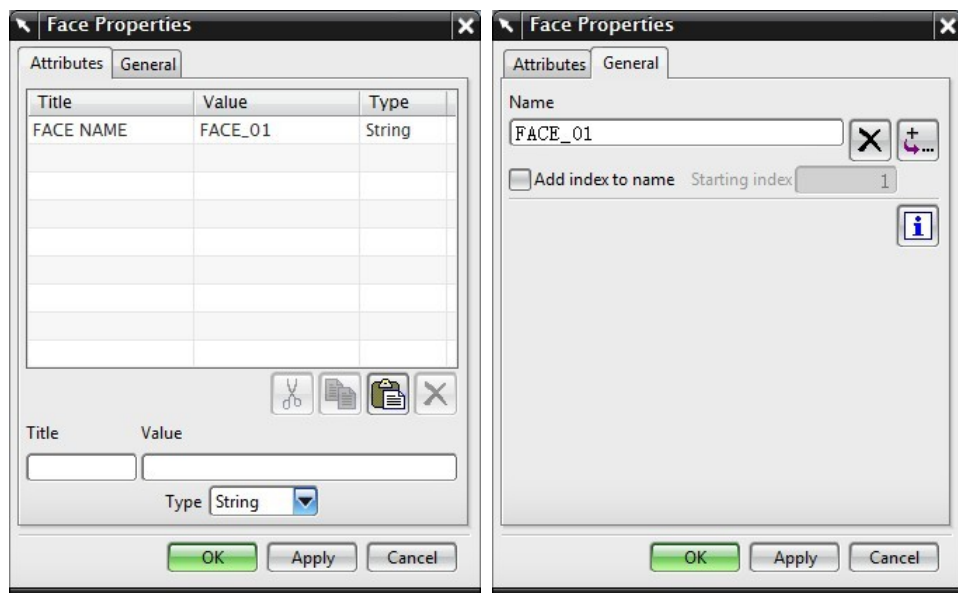 Face Properties
Attributes General
Title Value Type
FACE NAME FACE_01 String
Title Value
Type String
OK Apply Cancel
Face Properties
Attributes General
Name
FACE_01
+ ...
Add index to name Starting index 1
i
OK Apply Cancel